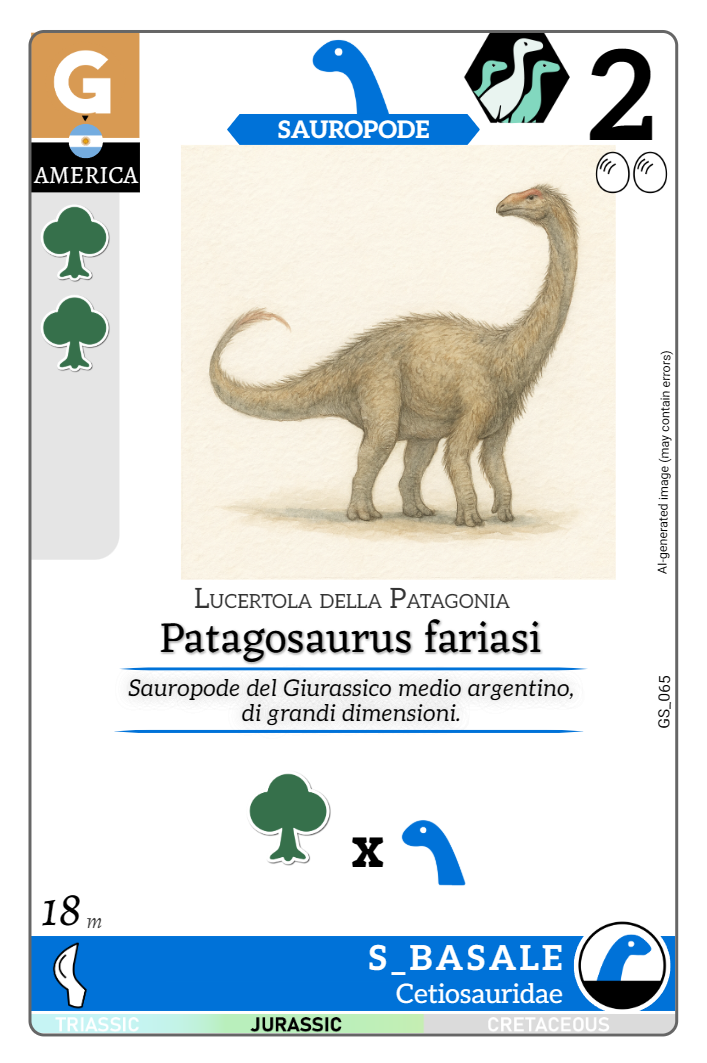 G
AMERICA
SAUROPODE
2
AI-generated image (may contain errors)
Lucertola della Patagonia
Patagosaurus fariasi
Sauropode del Giurassico medio argentino,
di grandi dimensioni.
GS_065
x
18 m
S_BASALE
Cetiosauridae
TRIASSIC JURASSIC CRETACEOUS